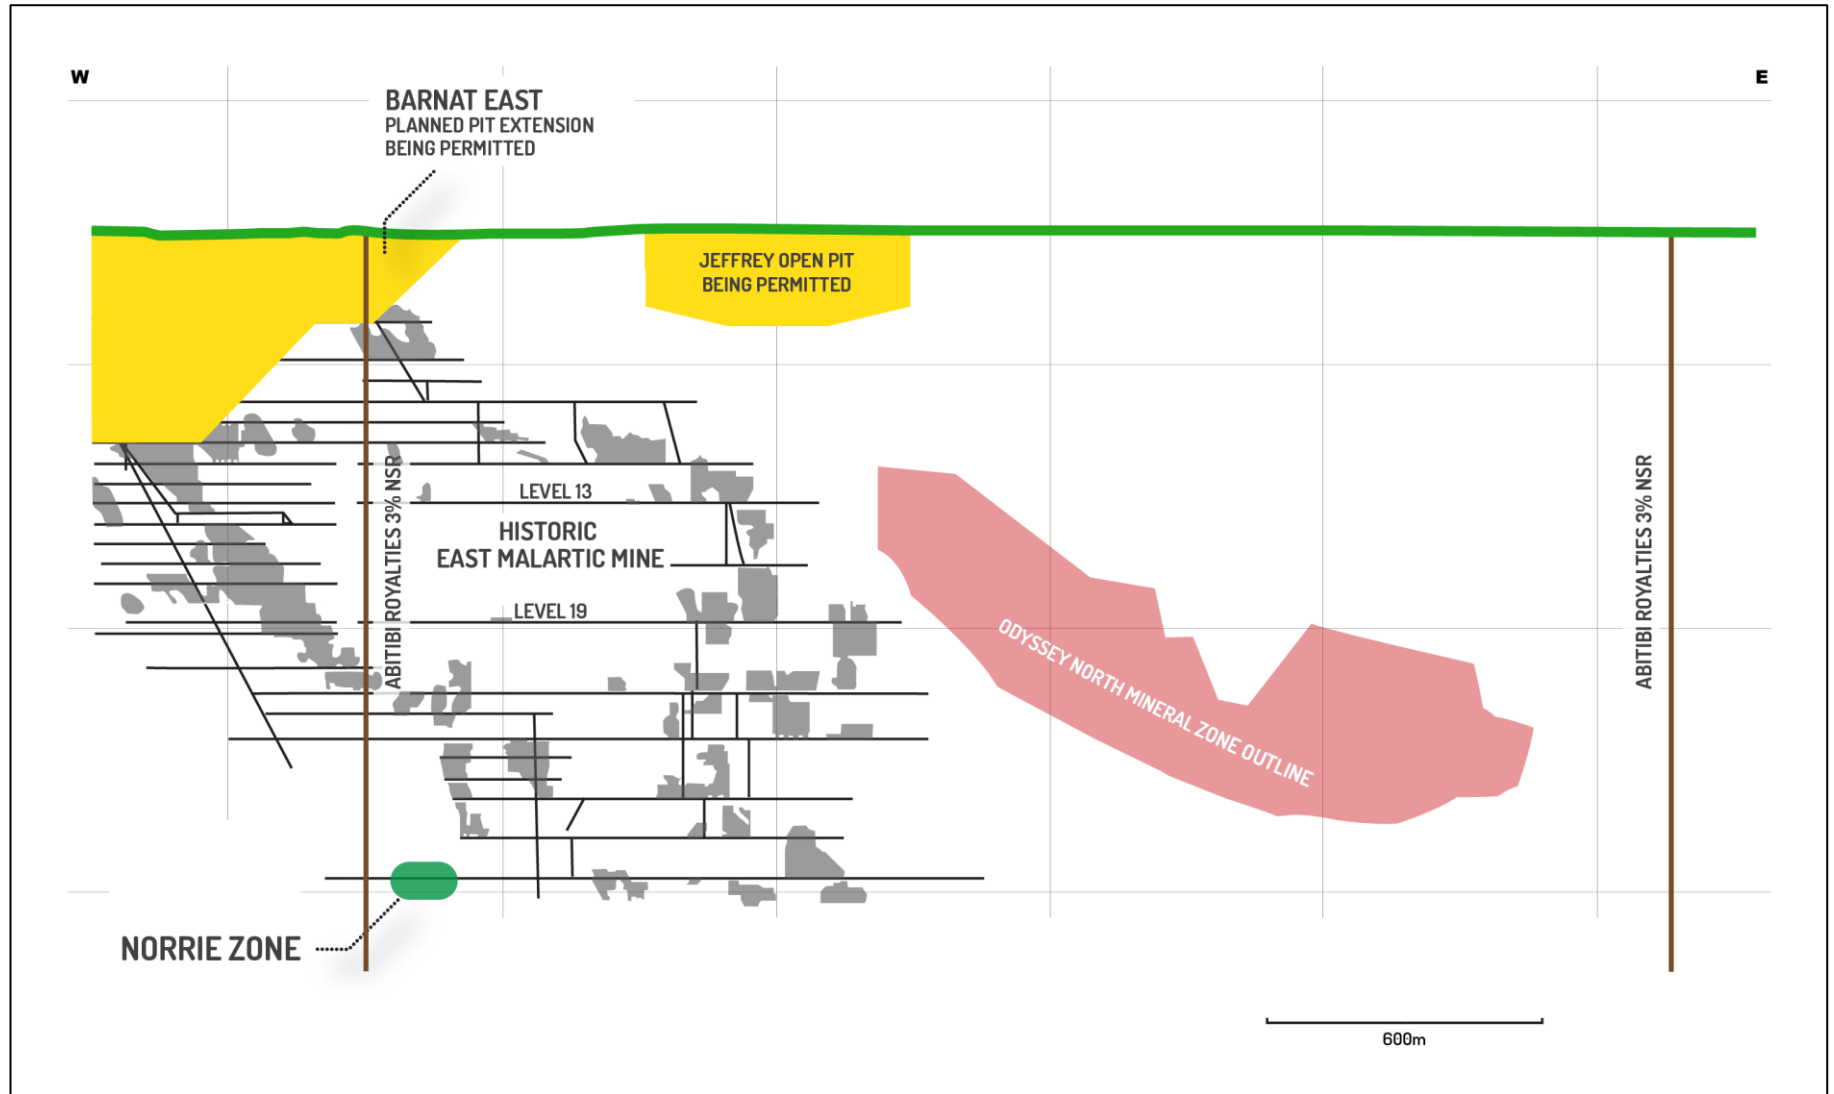 W
E
BARNAT EAST
PLANNED PIT EXTENSION
BEING PERMITTED
JEFFREY OPEN PIT
BEING PERMITTED
LEVEL 13
HISTORIC
EAST MALARTIC MINE
LEVEL 19
ABITIBI ROYALTIES 3% NSR
ODYSSEY NORTH MINERAL ZONE OUTLINE
ABITIBI ROYALTIES 3% NSR
NORRIE ZONE
600m